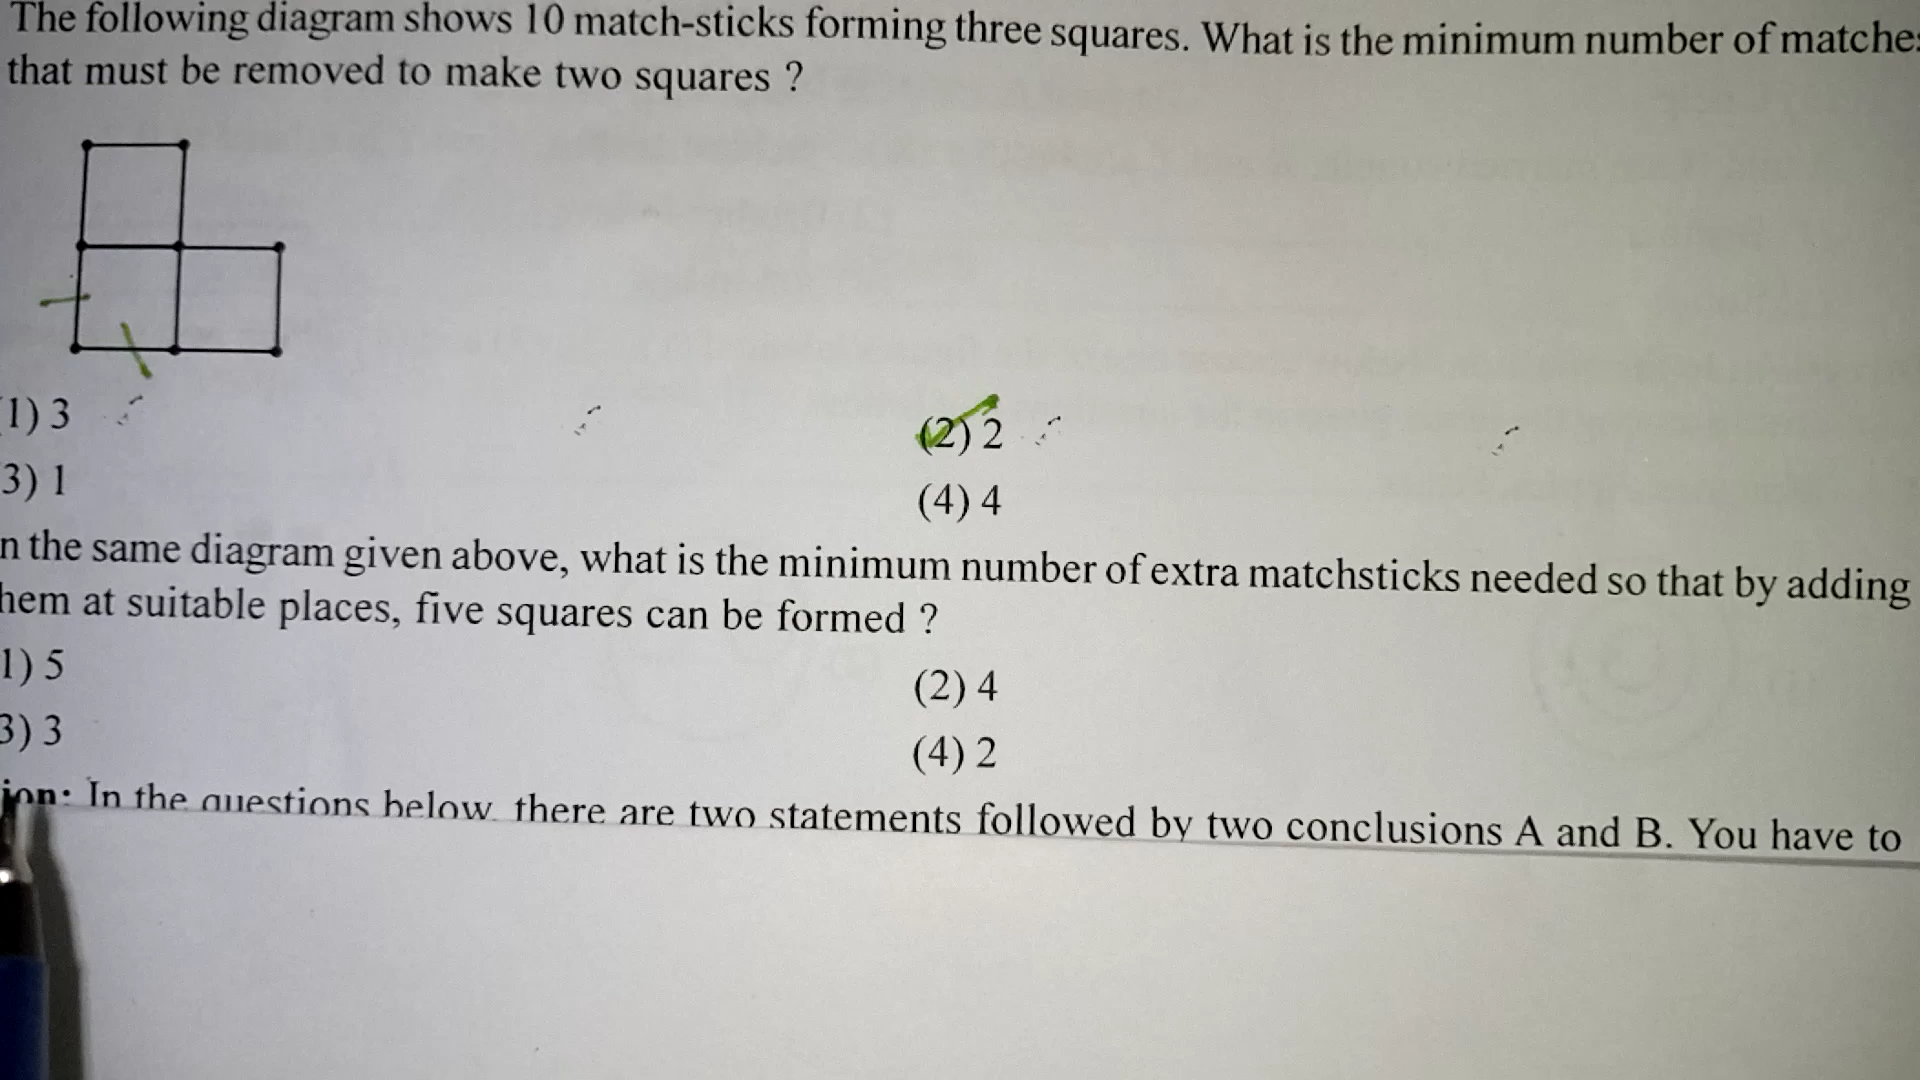 The following diagram shows 10 match-sticks forming three squares. What is the minimum number of matches
that must be removed to make two squares ?
1) 3
(2) 2
3) 1
(4) 4
n the same diagram given above, what is the minimum number of extra matchsticks needed so that by adding
hem at suitable places, five squares can be formed ?
1) 5
(2) 4
3) 3
(4) 2
ion: In the questions below there are two statements followed by two conclusions A and B. You have to